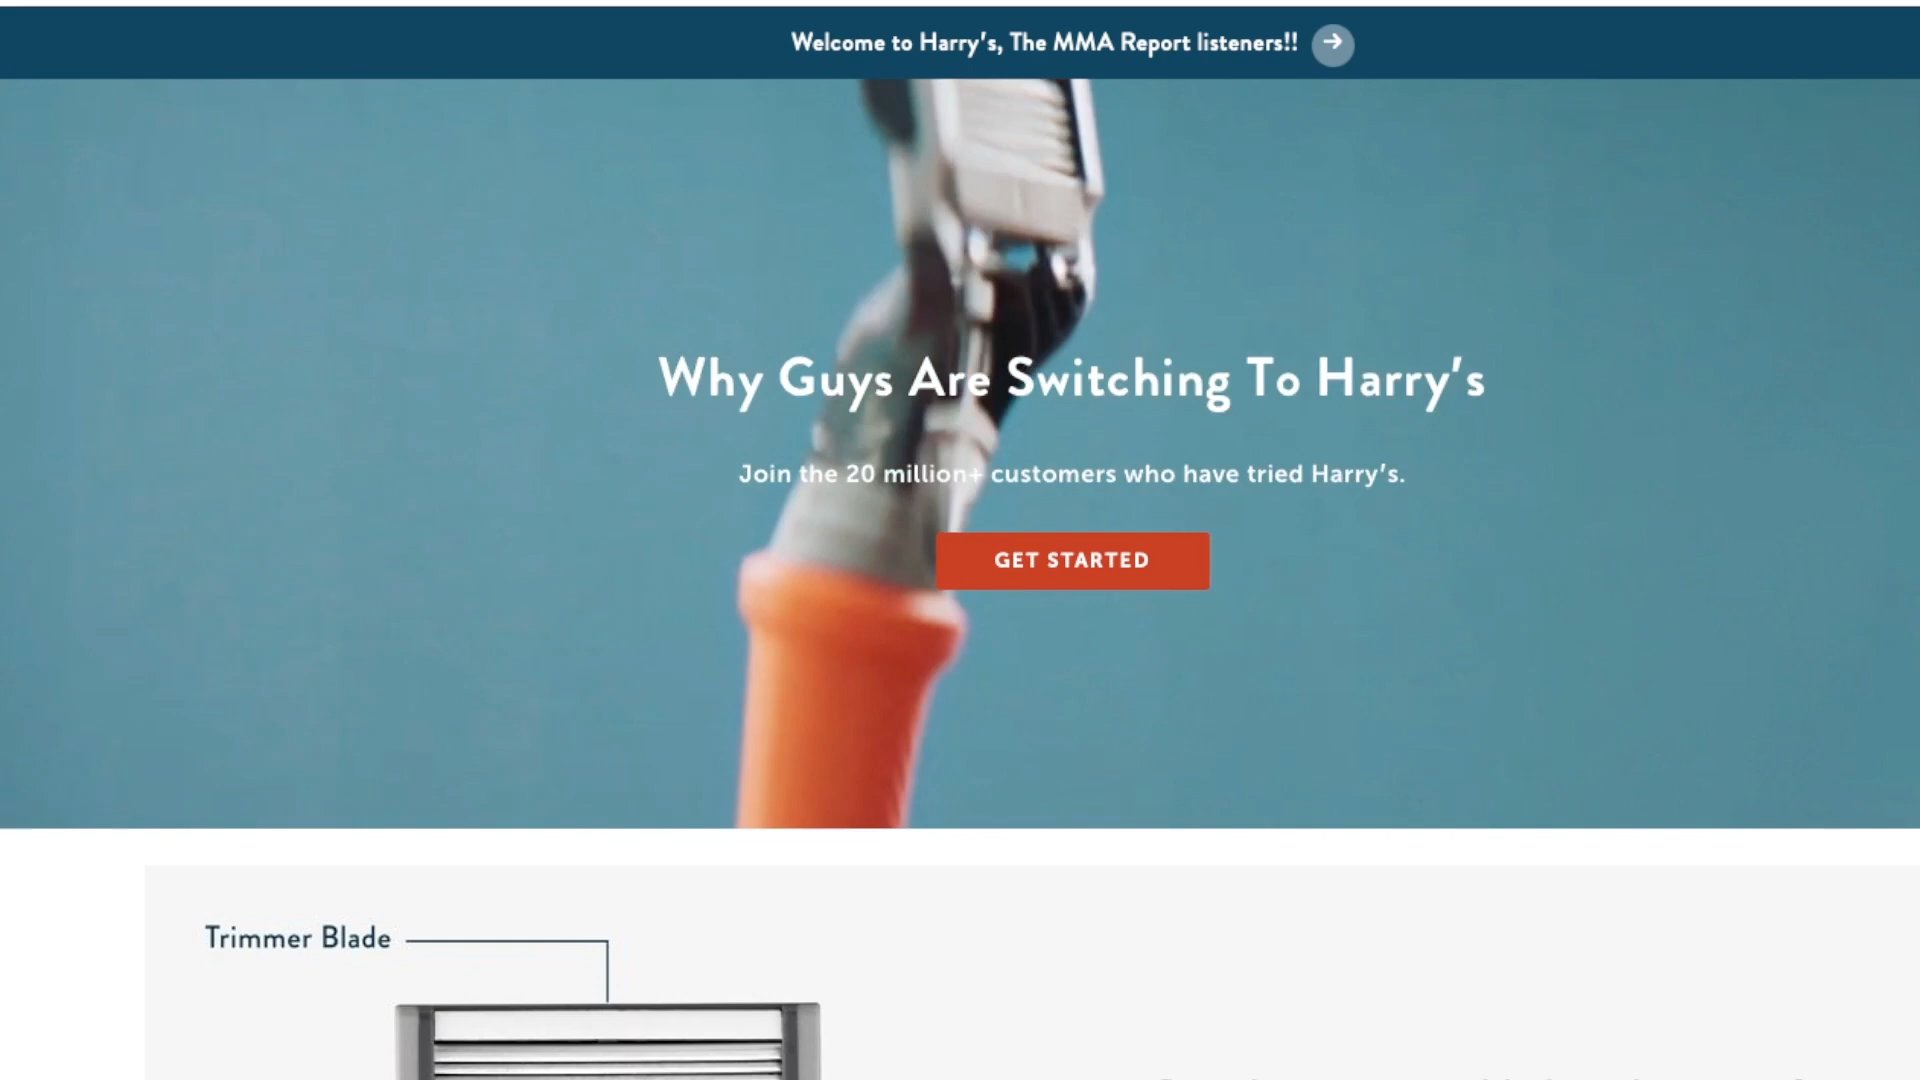 Welcome to Harry's, The MMA Report listeners!!
Why Guys Are Switching To Harry's
Join the 20 million+ customers who have tried Harry's.
GET STARTED
Trimmer Blade